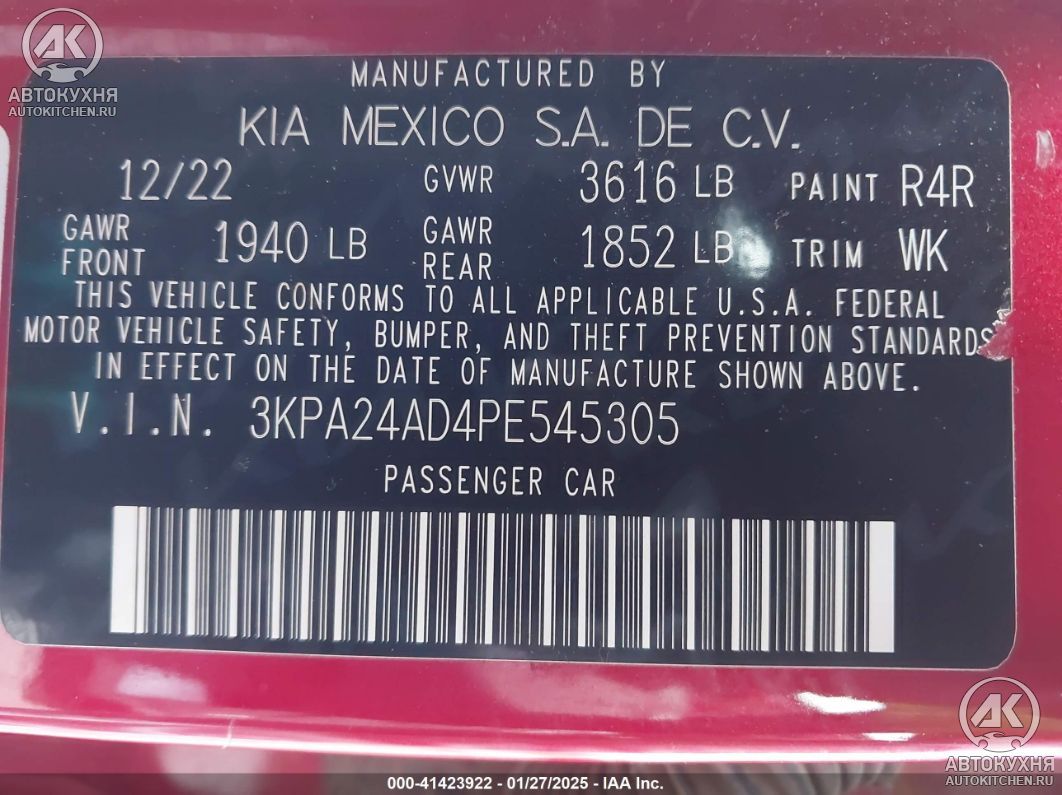 AK
АВТОКУХНЯ
AUTOKITCHEN.RU
MANUFACTURED BY
KIA MEXICO S.A. DE C.V.
12/22 GVWR 3616 LB PAINT R4R
GAWR FRONT 1940 LB GAWR REAR 1852 LB TRIM WK
THIS VEHICLE CONFORMS TO ALL APPLICABLE U.S.A. FEDERAL
MOTOR VEHICLE SAFETY, BUMPER, AND THEFT PREVENTION STANDARDS
IN EFFECT ON THE DATE OF MANUFACTURE SHOWN ABOVE.
V.I.N. 3KPA24AD4PE545305
PASSENGER CAR
AK
АВТОКУХНЯ
AUTOKITCHEN.RU
000-41423922 - 01/27/2025 - IAA Inc.